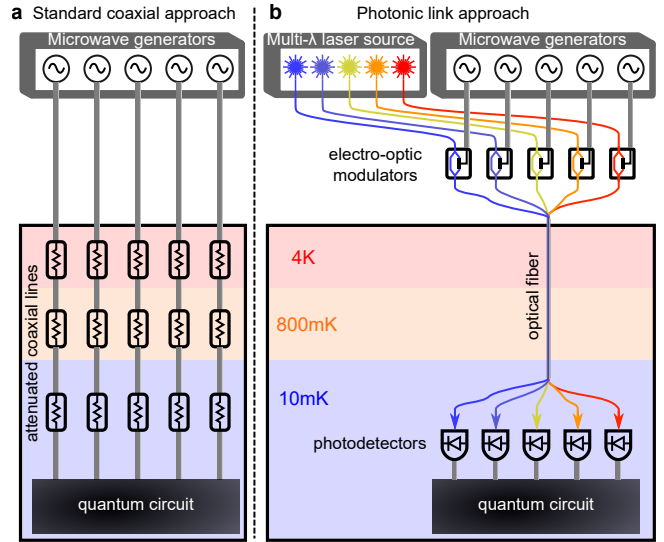 a Standard coaxial approach
Microwave generators
attenuated coaxial lines
quantum circuit
b Photonic link approach
Multi-λ laser source
Microwave generators
electro-optic
modulators
4K
optical fiber
800mK
10mK
photodetectors
quantum circuit